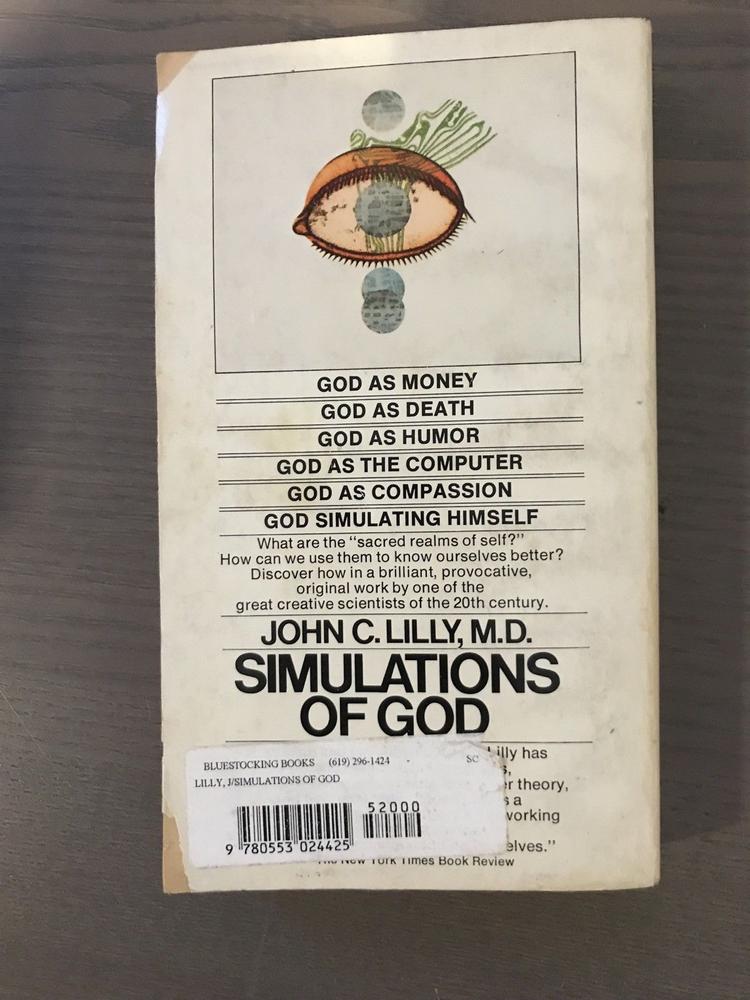 GOD AS MONEY
GOD AS DEATH
GOD AS HUMOR
GOD AS THE COMPUTER
GOD AS COMPASSION
GOD SIMULATING HIMSELF
What are the “sacred realms of self?”
How can we use them to know ourselves better?
Discover how in a brilliant, provocative,
original work by one of the
great creative scientists of the 20th century.
JOHN C. LILLY, M.D.
SIMULATIONS
OF GOD
Lilly has
theory,
s a
working
elves.”
New York Times Book Review
BLUESTOCKING BOOKS (619) 296-1424 - SC
LILLY, J/SIMULATIONS OF GOD
52000
9 780553 024425